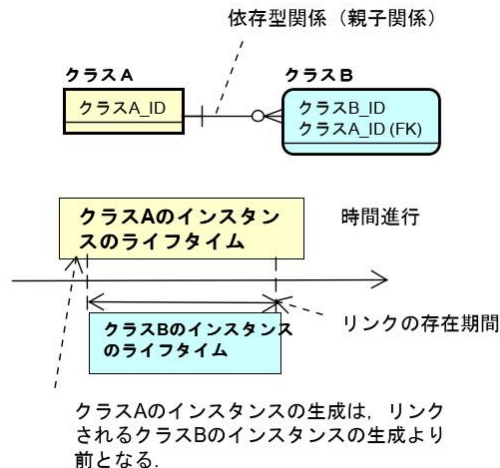 依存型関係（親子関係）
クラスA
クラスB
クラスA_ID
クラスB_ID
クラスA_ID (FK)
クラスAのインスタン
スのライフタイム
時間進行
リンクの存在期間
クラスBのインスタンス
のライフタイム
クラスAのインスタンスの生成は，リンク
されるクラスBのインスタンスの生成より
前となる．